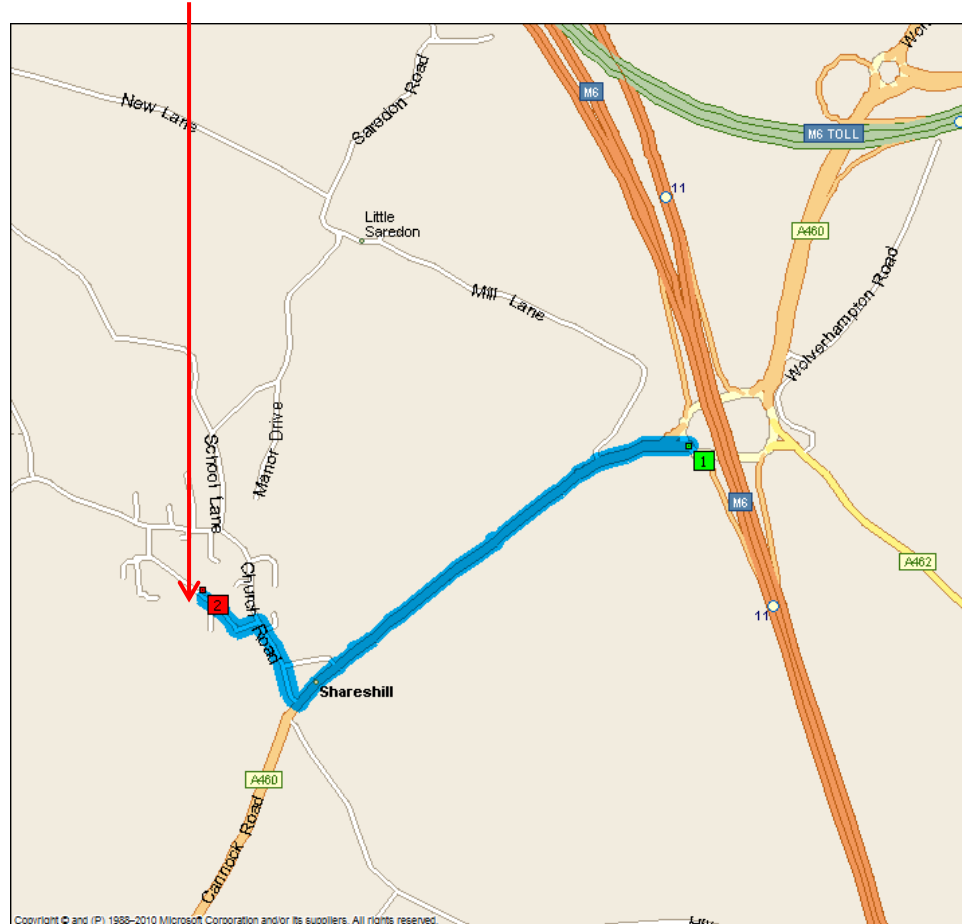 Wo
New Lane
Saredon Road
M6
M6 TOLL
11
Little
Saredon
A460
Mill Lane
Wolverhampton Road
School Lane
Manor Drive
1
M6
A462
2
Church Road
11
Shareshill
A460
Cannock Road
Copyright © and (P) 1988–2010 Microsoft Corporation and/or its suppliers. All rights reserved.